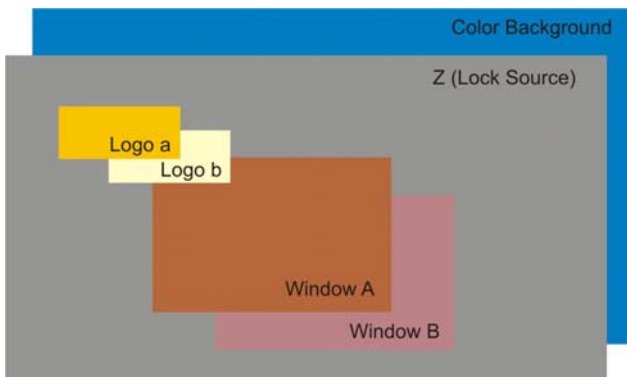 Color Background
Z (Lock Source)
Logo a
Logo b
Window A
Window B